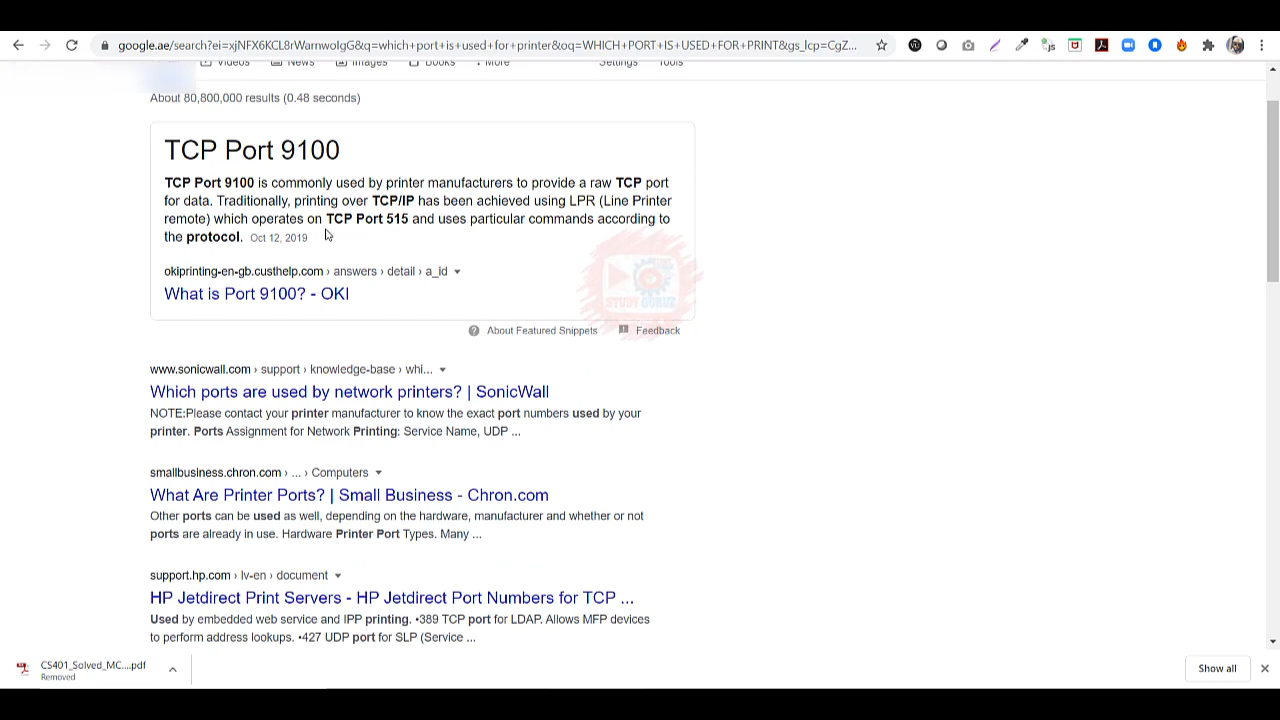 google.ae/search?ei=xjNFX6KCL8rWarnwoIgG&q=which+port+is+used+for+printer&oq=WHICH+PORT+IS+USED+FOR+PRINT&gs_lcp=CgZ...
Videos News Images Books More Settings Tools
About 80,800,000 results (0.48 seconds)
TCP Port 9100
TCP Port 9100 is commonly used by printer manufacturers to provide a raw TCP port
for data. Traditionally, printing over TCP/IP has been achieved using LPR (Line Printer
remote) which operates on TCP Port 515 and uses particular commands according to
the protocol. Oct 12, 2019
okiprinting-en-gb.custhelp.com › answers › detail › a_id
What is Port 9100? - OKI
STUDY GURUZ
About Featured Snippets Feedback
www.sonicwall.com › support › knowledge-base › whi...
Which ports are used by network printers? | SonicWall
NOTE:Please contact your printer manufacturer to know the exact port numbers used by your
printer. Ports Assignment for Network Printing: Service Name, UDP ...
smallbusiness.chron.com › ... › Computers
What Are Printer Ports? | Small Business - Chron.com
Other ports can be used as well, depending on the hardware, manufacturer and whether or not
ports are already in use. Hardware Printer Port Types. Many ...
support.hp.com › lv-en › document
HP Jetdirect Print Servers - HP Jetdirect Port Numbers for TCP ...
Used by embedded web service and IPP printing. •389 TCP port for LDAP. Allows MFP devices
to perform address lookups. •427 UDP port for SLP (Service ...
CS401_Solved_MC....pdf
Removed
Show all